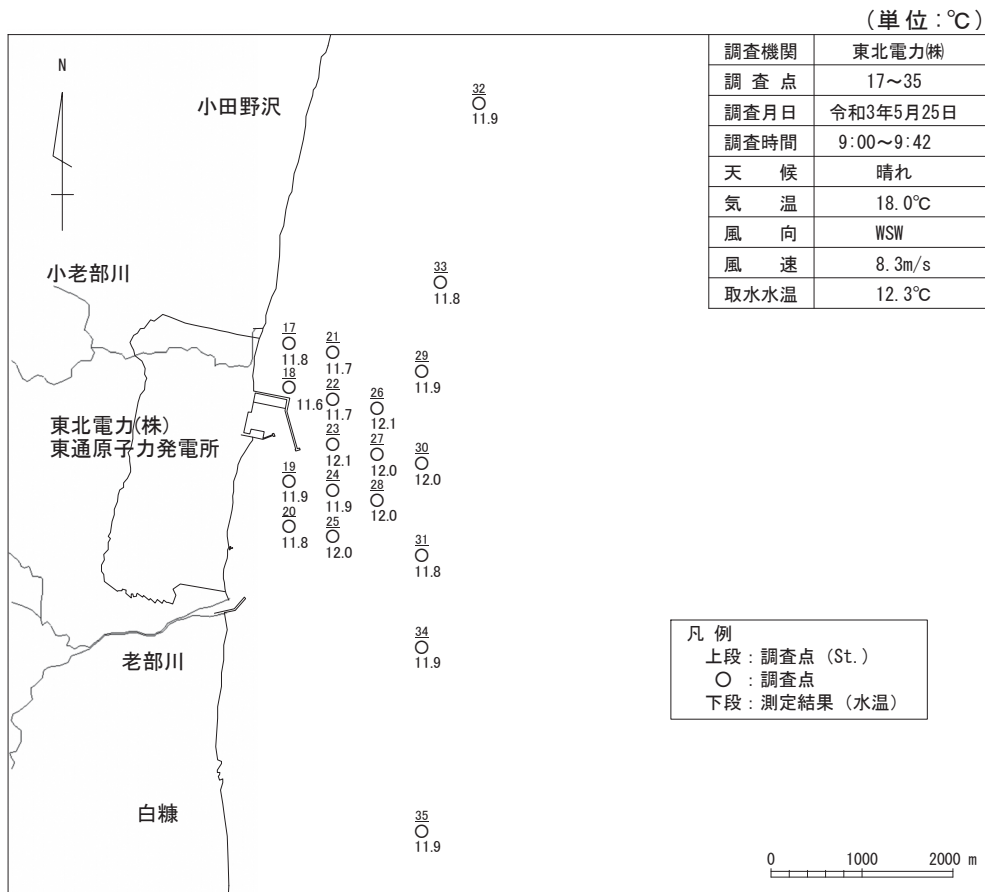 (単位:℃)
調査機関 東北電力㈱
調査点 17～35
調査月日 令和3年5月25日
調査時間 9:00～9:42
天候 晴れ
気温 18.0℃
風向 WSW
風速 8.3m/s
取水水温 12.3℃
N
小田野沢
32
11.9
小老部川
33
11.8
17
11.8
21
11.7
29
11.9
18
11.6
22
11.7
26
12.1
東北電力(株)
東通原子力発電所
23
12.1
27
12.0
30
12.0
19
11.9
24
11.9
28
12.0
20
11.8
25
12.0
31
11.8
34
11.9
老部川
凡例
上段:調査点(St.)
○:調査点
下段:測定結果(水温)
白糠
35
11.9
0 1000 2000 m